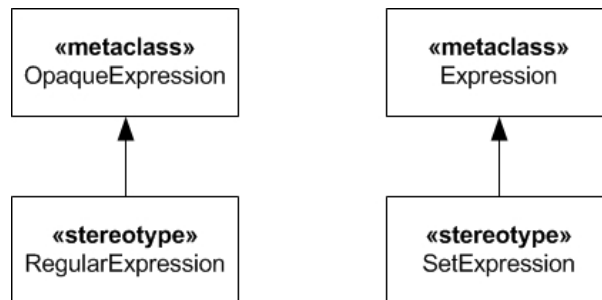 «metaclass»
OpaqueExpression
«metaclass»
Expression
«stereotype»
RegularExpression
«stereotype»
SetExpression